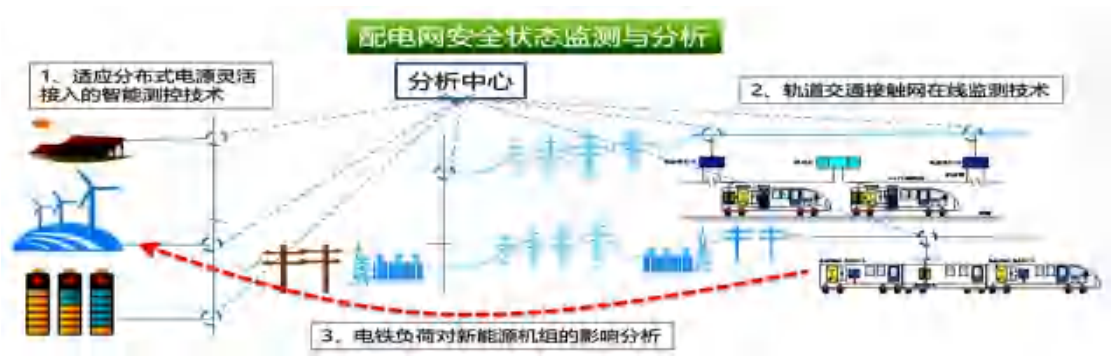 配电网安全状态监测与分析
1、适应分布式电源灵活
接入的智能测控技术
分析中心
2、轨道交通接触网在线监测技术
3、电铁负荷对新能源机组的影响分析